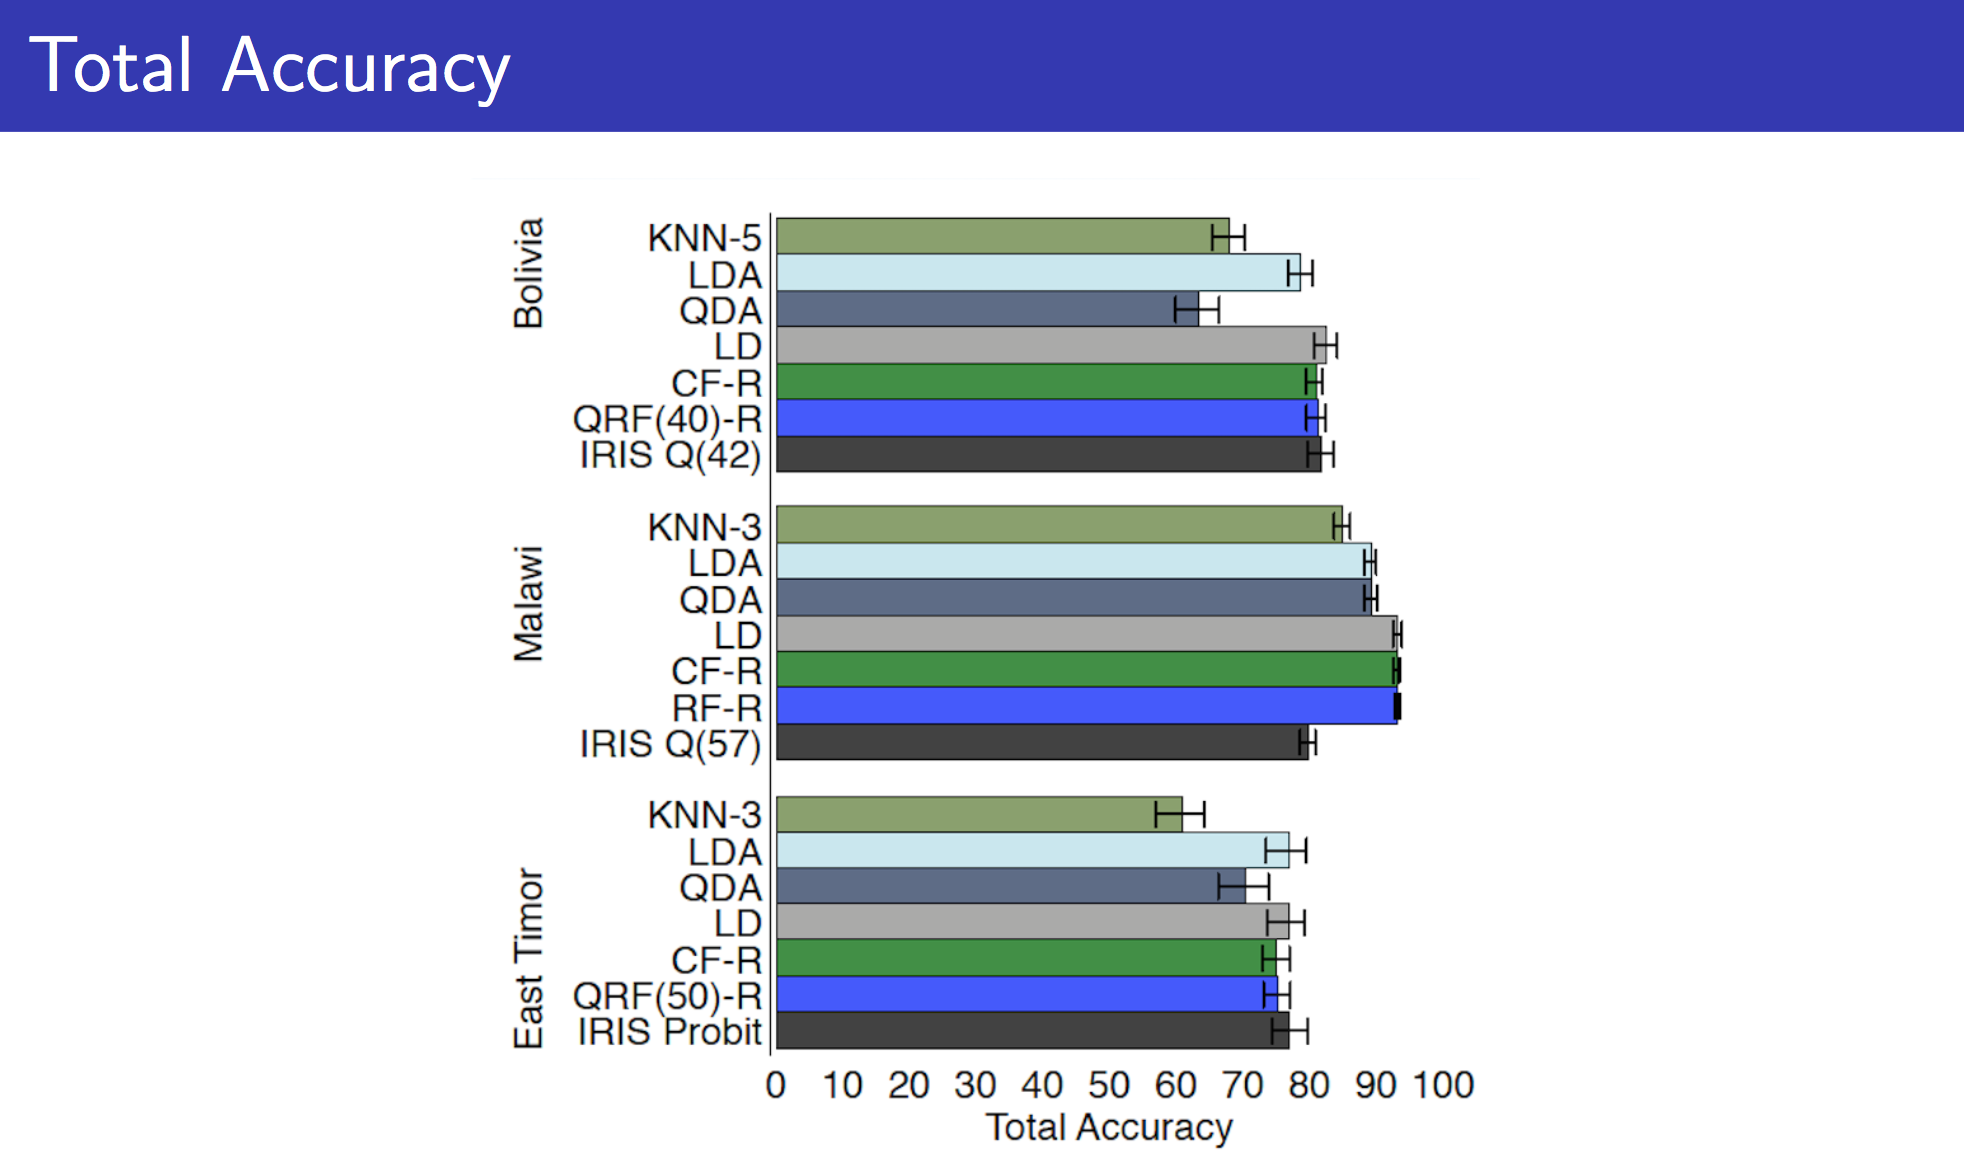 Total Accuracy
Bolivia
KNN-5
LDA
QDA
LD
CF-R
QRF(40)-R
IRIS Q(42)
Malawi
KNN-3
LDA
QDA
LD
CF-R
RF-R
IRIS Q(57)
East Timor
KNN-3
LDA
QDA
LD
CF-R
QRF(50)-R
IRIS Probit
0 10 20 30 40 50 60 70 80 90 100
Total Accuracy